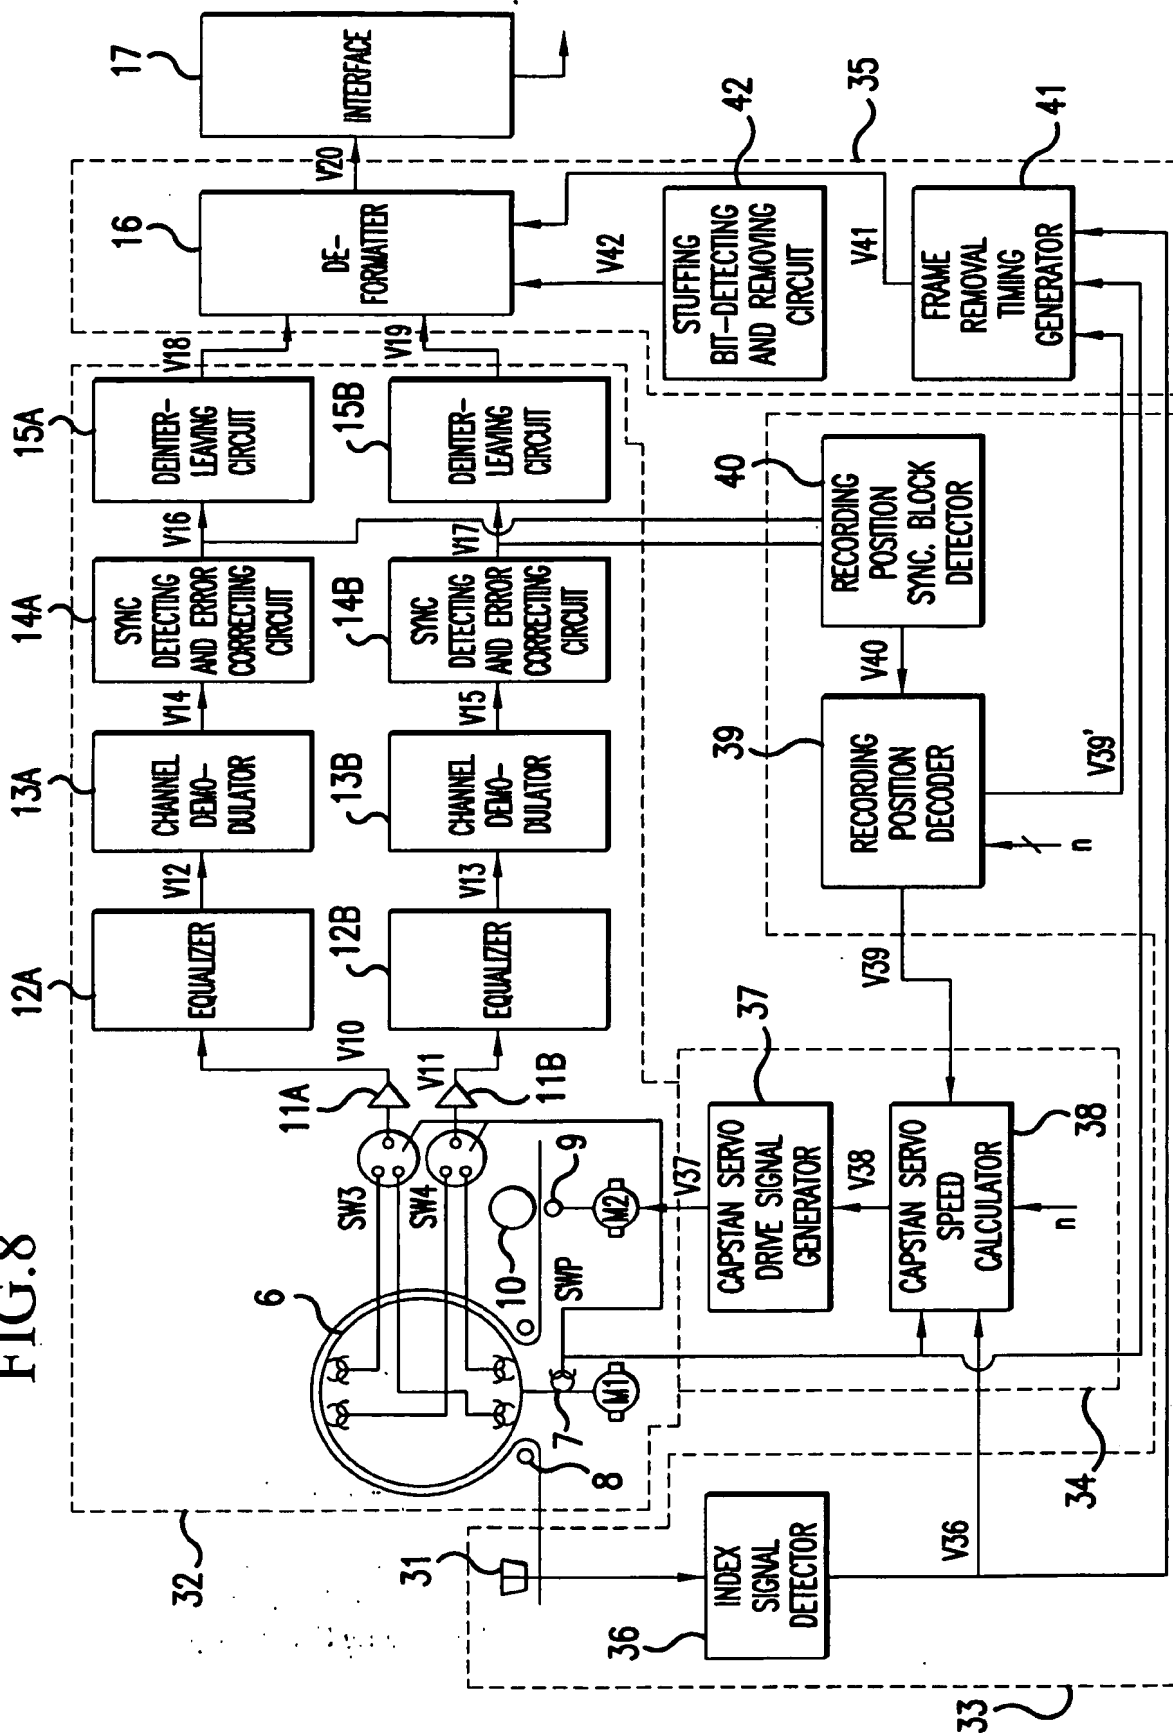 FIG.8
12A
EQUALIZER
V12
13A
CHANNEL
DEMO-
DULATOR
V14
14A
SYNC
DETECTING
AND ERROR
CORRECTING
CIRCUIT
V16
15A
DEINTER-
LEAVING
CIRCUIT
V18
16
DE-
FORMATTER
V20
17
INTERFACE
32
6
SW3
SW4
11A
V10
V11
11B
12B
EQUALIZER
V13
13B
CHANNEL
DEMO-
DULATOR
V15
14B
SYNC
DETECTING
AND ERROR
CORRECTING
CIRCUIT
V17
15B
DEINTER-
LEAVING
CIRCUIT
V19
31
8
7
M1
10
SWP
9
M2
V37
37
CAPSTAN SERVO
DRIVE SIGNAL
GENERATOR
V38
38
CAPSTAN SERVO
SPEED
CALCULATOR
n
V39
39
RECORDING
POSITION
DECODER
n
V39'
V40
40
RECORDING
POSITION
SYNC. BLOCK
DETECTOR
V42
42
STUFFING
BIT-DETECTING
AND REMOVING
CIRCUIT
35
V41
41
FRAME
REMOVAL
TIMING
GENERATOR
36
INDEX
SIGNAL
DETECTOR
V36
34
33